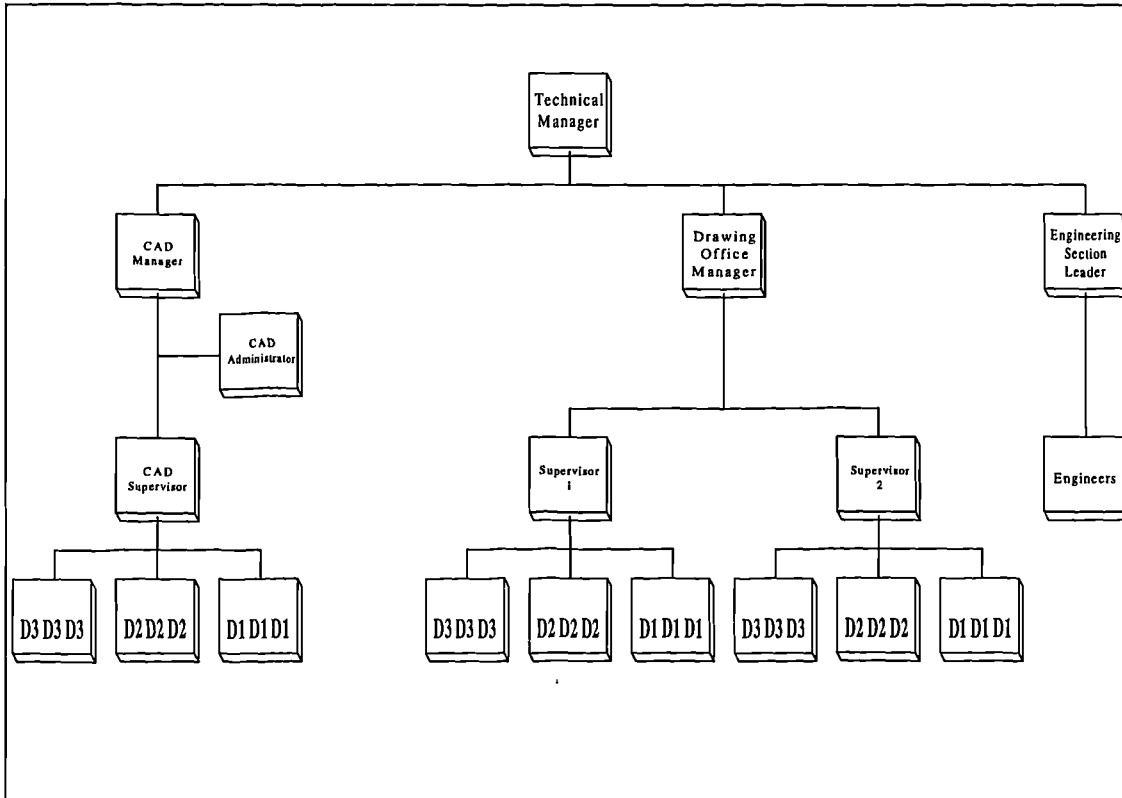 Technical
Manager
CAD
Manager
Drawing
Office
Manager
Engineering
Section
Leader
CAD
Administrator
CAD
Supervisor
Supervisor
1
Supervisor
2
Engineers
D3 D3 D3
D2 D2 D2
D1 D1 D1
D3 D3 D3
D2 D2 D2
D1 D1 D1
D3 D3 D3
D2 D2 D2
D1 D1 D1